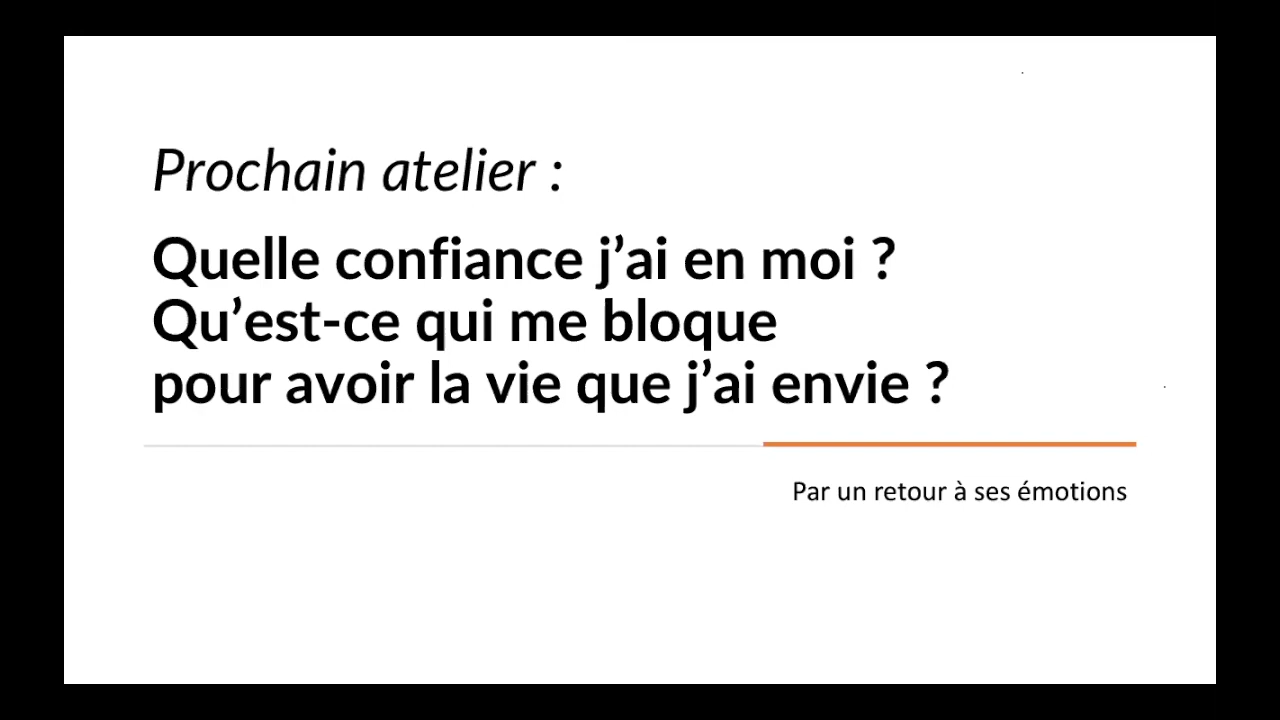 Prochain atelier :
Quelle confiance j’ai en moi ?
Qu’est-ce qui me bloque
pour avoir la vie que j’ai envie ?
Par un retour à ses émotions